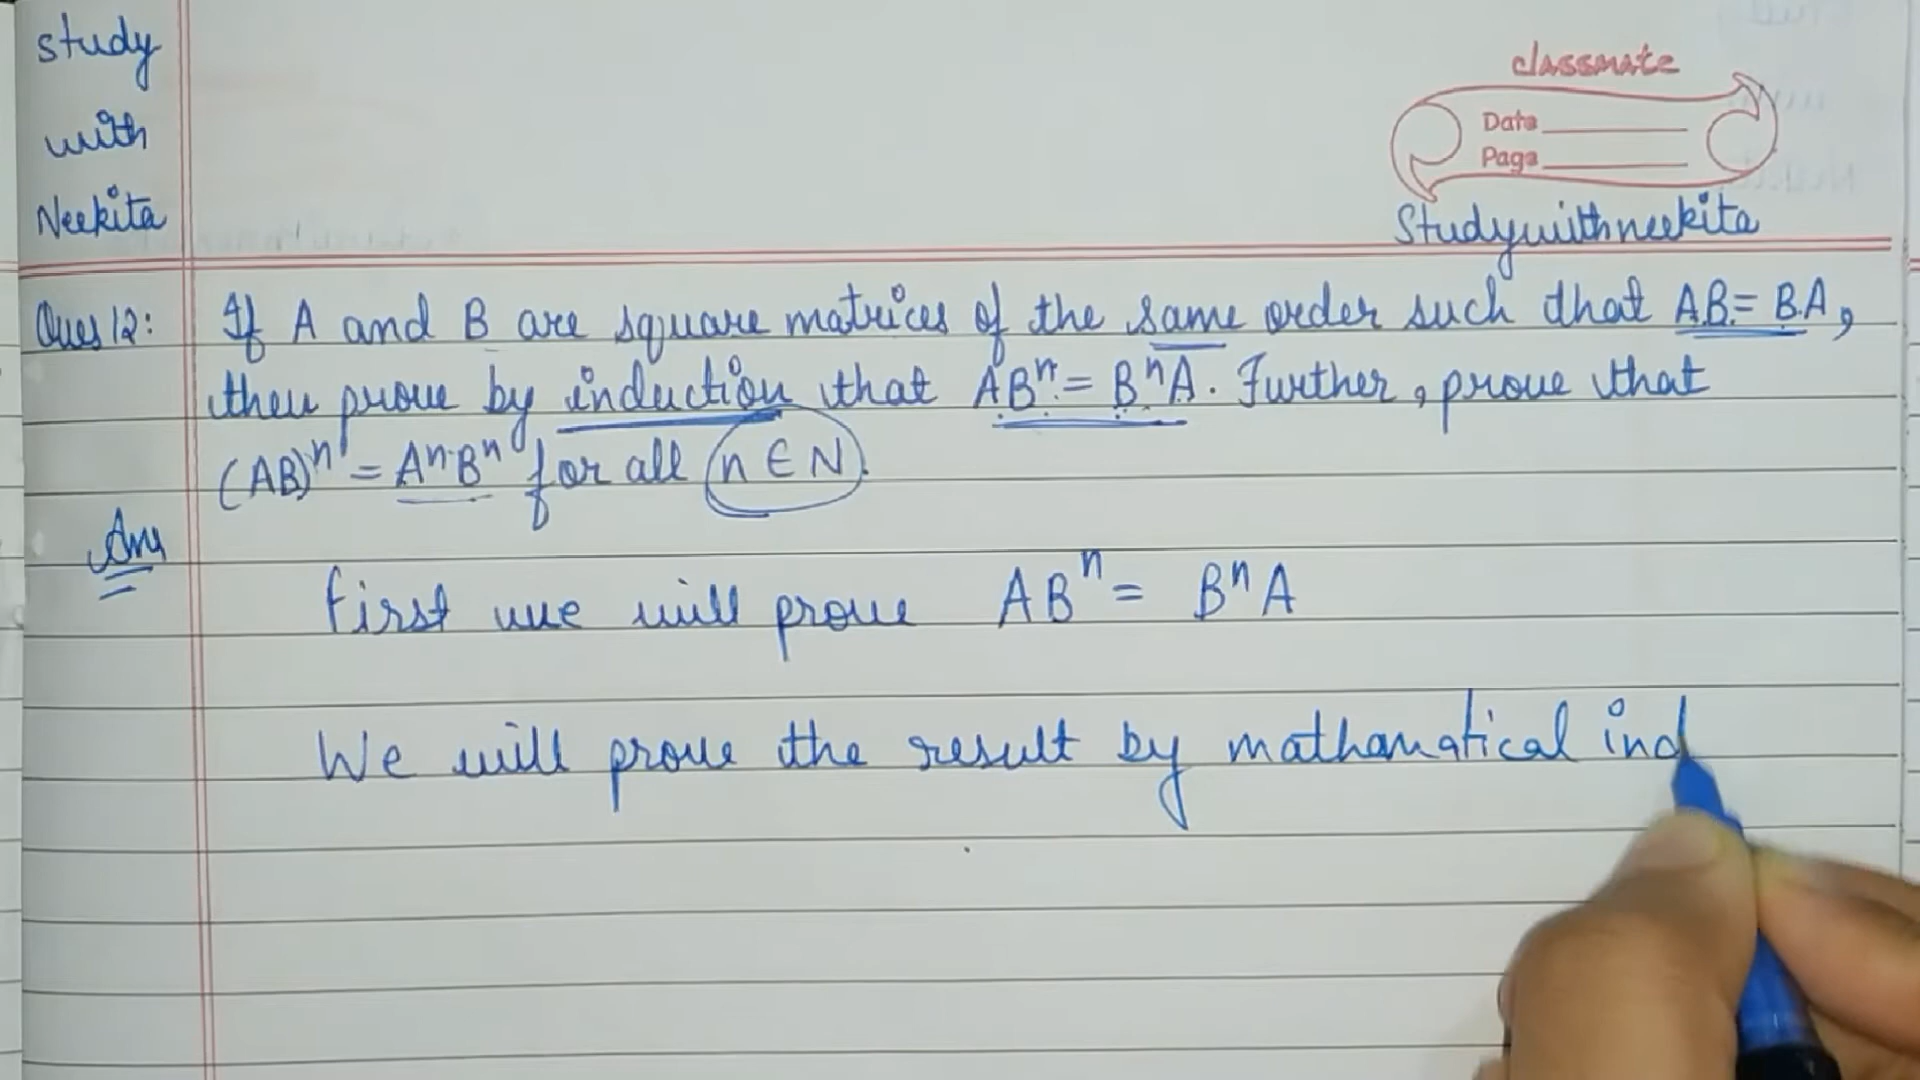 study
with
Neekita
classmate
Date
Page
Studywithneekita
Ques 12: If A and B are square matrices of the same order such that AB = BA,
then prove by induction that ABⁿ = BⁿA. Further, prove that
(AB)ⁿ = AⁿBⁿ for all n ∈ N.
Ans
First we will prove ABⁿ = BⁿA
We will prove the result by mathamatical ind